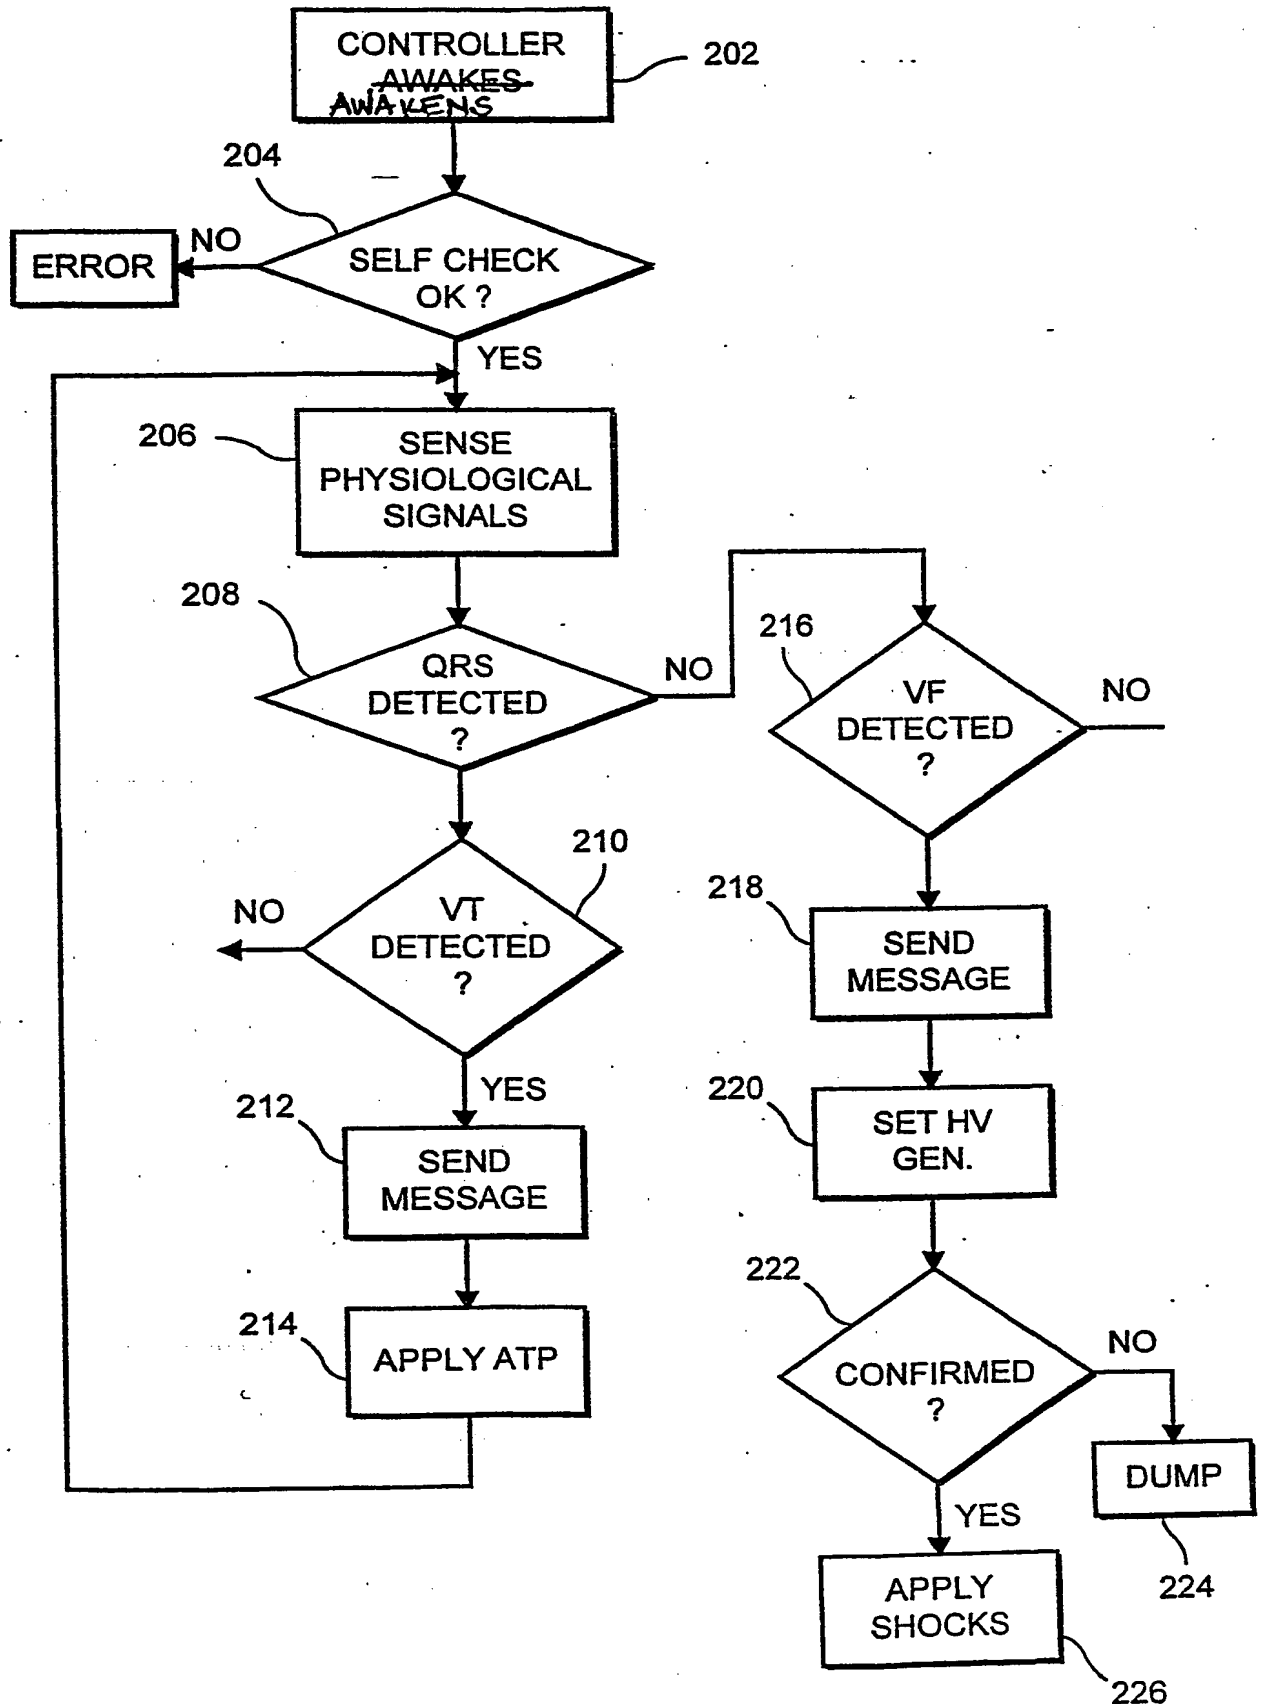 CONTROLLER
AWAKES
AWAKENS
202
204
NO
ERROR
SELF CHECK
OK ?
YES
206
SENSE
PHYSIOLOGICAL
SIGNALS
208
QRS
DETECTED
?
NO
216
VF
DETECTED
?
NO
210
VT
DETECTED
?
NO
YES
212
SEND
MESSAGE
214
APPLY ATP
218
SEND
MESSAGE
220
SET HV
GEN.
222
CONFIRMED
?
NO
DUMP
224
YES
APPLY
SHOCKS
226